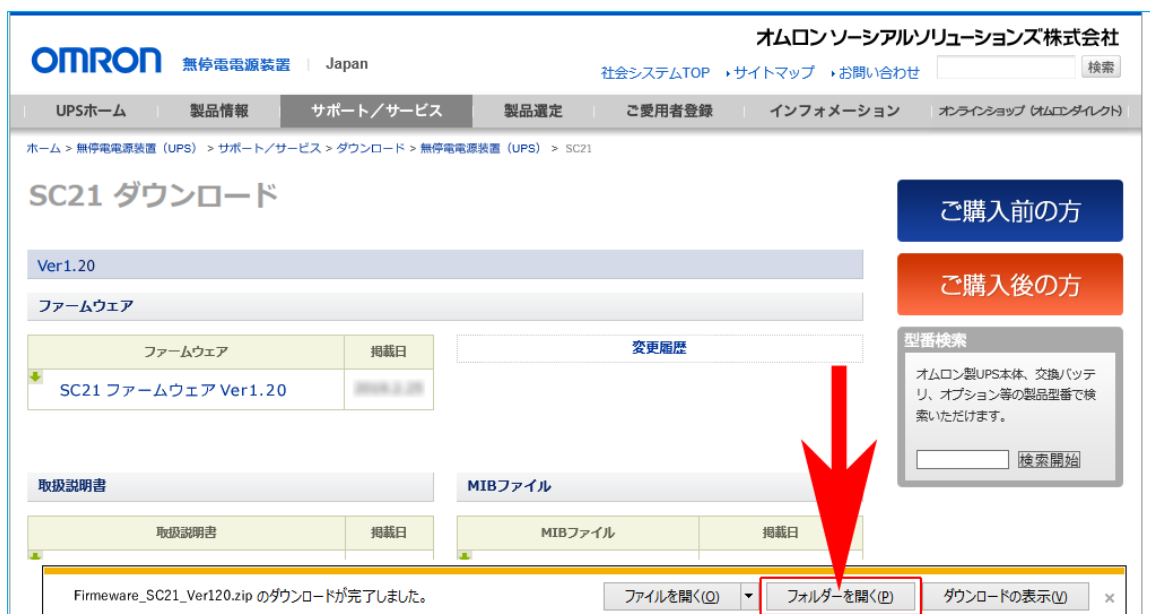 オムロン ソーシアルソリューションズ株式会社
OMRON 無停電電源装置 Japan
社会システムTOP サイトマップ お問い合わせ 検索
UPSホーム 製品情報 サポート／サービス 製品選定 ご愛用者登録 インフォメーション オンラインショップ（オムロンダイレクト）
ホーム > 無停電電源装置（UPS） > サポート／サービス > ダウンロード > 無停電電源装置（UPS） > SC21
SC21 ダウンロード
ご購入前の方
Ver1.20
ご購入後の方
ファームウェア
ファームウェア 掲載日 変更履歴
SC21 ファームウェア Ver1.20
型番検索
オムロン製UPS本体、交換バッテ
リ、オプション等の製品型番で検
索いただけます。
検索開始
取扱説明書 MIBファイル
取扱説明書 掲載日 MIBファイル 掲載日
Firmeware_SC21_Ver120.zip のダウンロードが完了しました。 ファイルを開く(O) フォルダーを開く(P) ダウンロードの表示(V) ×